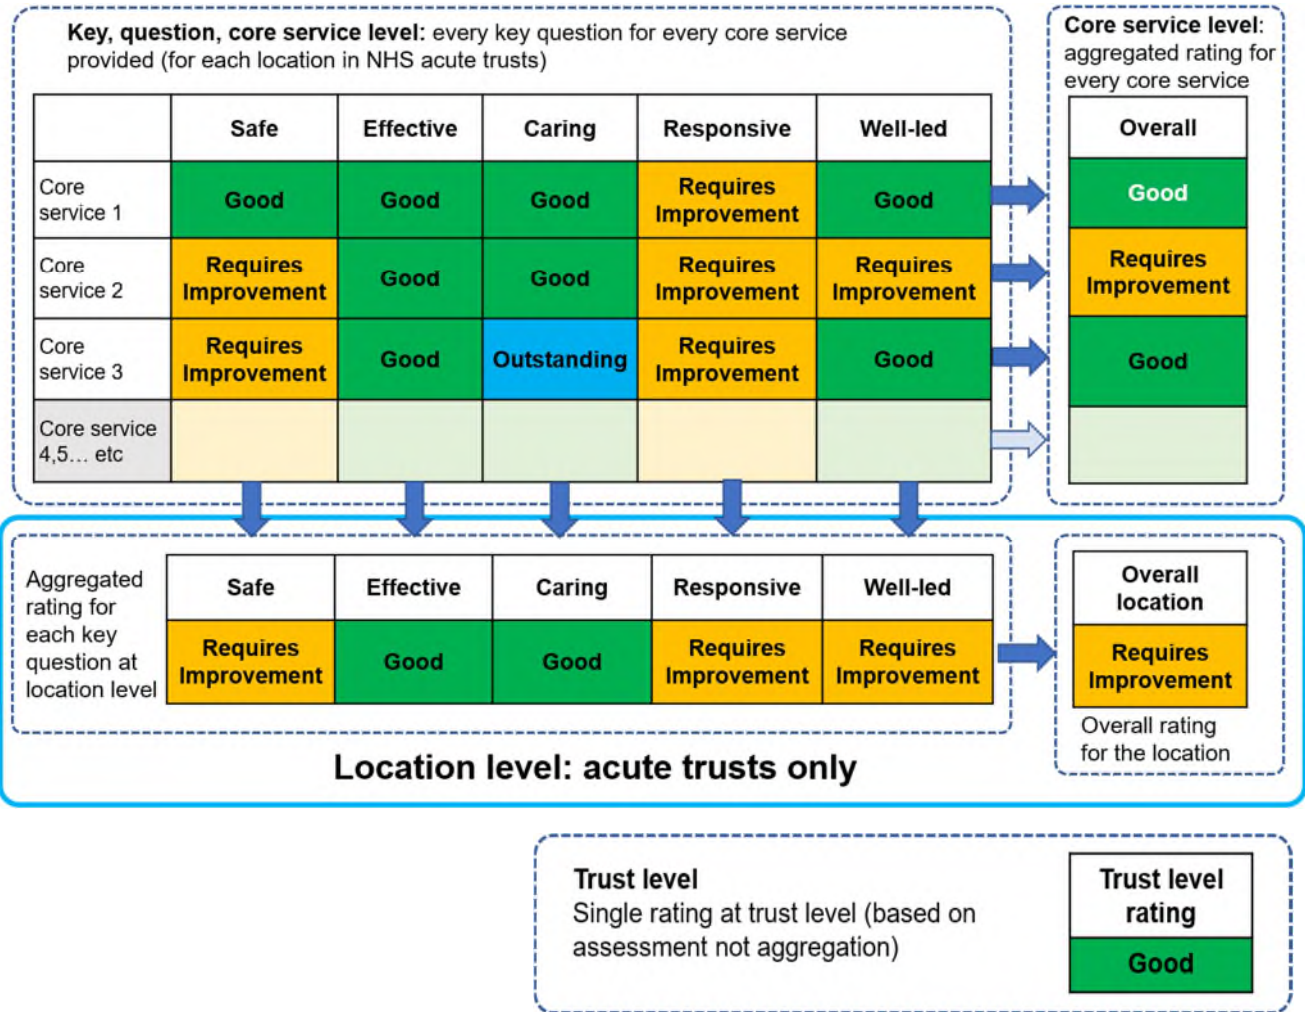 Key, question, core service level: every key question for every core service
provided (for each location in NHS acute trusts)
Core service level:
aggregated rating for
every core service
Safe Effective Caring Responsive Well-led
Overall
Core
service 1
Good Good Good Requires
Improvement Good
Good
Core
service 2
Requires
Improvement Good Good Requires
Improvement Requires
Improvement
Requires
Improvement
Core
service 3
Requires
Improvement Good Outstanding Requires
Improvement Good
Good
Core service
4,5... etc
Aggregated
rating for
each key
question at
location level
Safe Effective Caring Responsive Well-led
Requires
Improvement Good Good Requires
Improvement Requires
Improvement
Overall
location
Requires
Improvement
Overall rating
for the location
Location level: acute trusts only
Trust level
Single rating at trust level (based on
assessment not aggregation)
Trust level
rating
Good